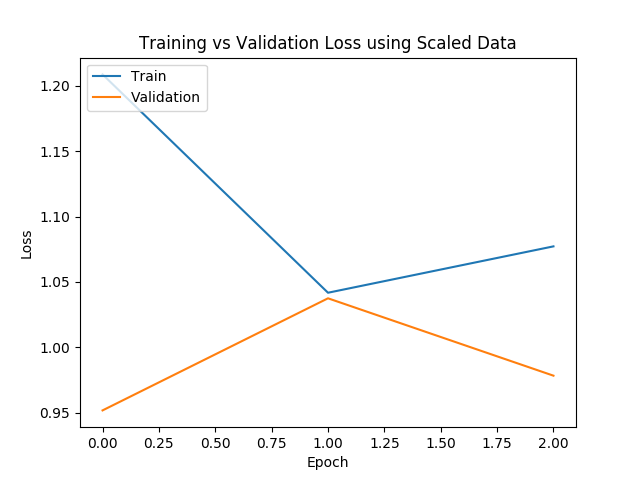 Training vs Validation Loss using Scaled Data
Train
Validation
1.20
1.15
1.10
1.05
1.00
0.95
Loss
0.00 0.25 0.50 0.75 1.00 1.25 1.50 1.75 2.00
Epoch